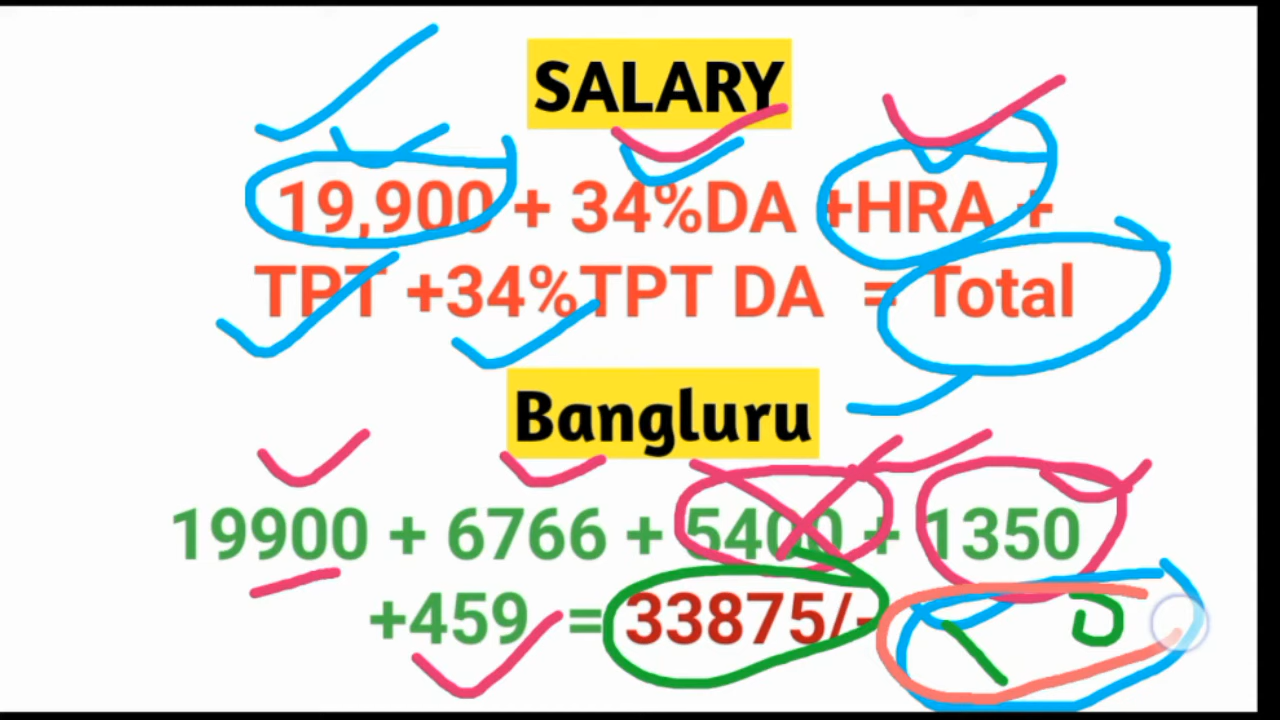 SALARY
19,900 + 34%DA +HRA +
TPT +34%TPT DA = Total
Bangluru
19900 + 6766 + 5400 + 1350
+459 = 33875/-